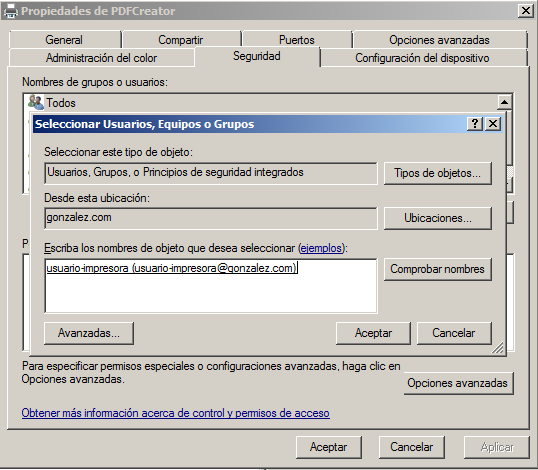 Propiedades de PDFCreator
General
Compartir
Puertos
Opciones avanzadas
Administración del color
Seguridad
Configuración del dispositivo
Nombres de grupos o usuarios:
Todos
Seleccionar Usuarios, Equipos o Grupos
Seleccionar este tipo de objeto:
Usuarios, Grupos, o Principios de seguridad integrados
Tipos de objetos...
Desde esta ubicación:
gonzalez.com
Ubicaciones...
Escriba los nombres de objeto que desea seleccionar (ejemplos):
usuario-impresora (usuario-impresora@gonzalez.com)
Comprobar nombres
Avanzadas...
Aceptar
Cancelar
Para especificar permisos especiales o configuraciones avanzadas, haga clic en
Opciones avanzadas.
Opciones avanzadas
Obtener más información acerca de control y permisos de acceso
Aceptar
Cancelar
Aplicar